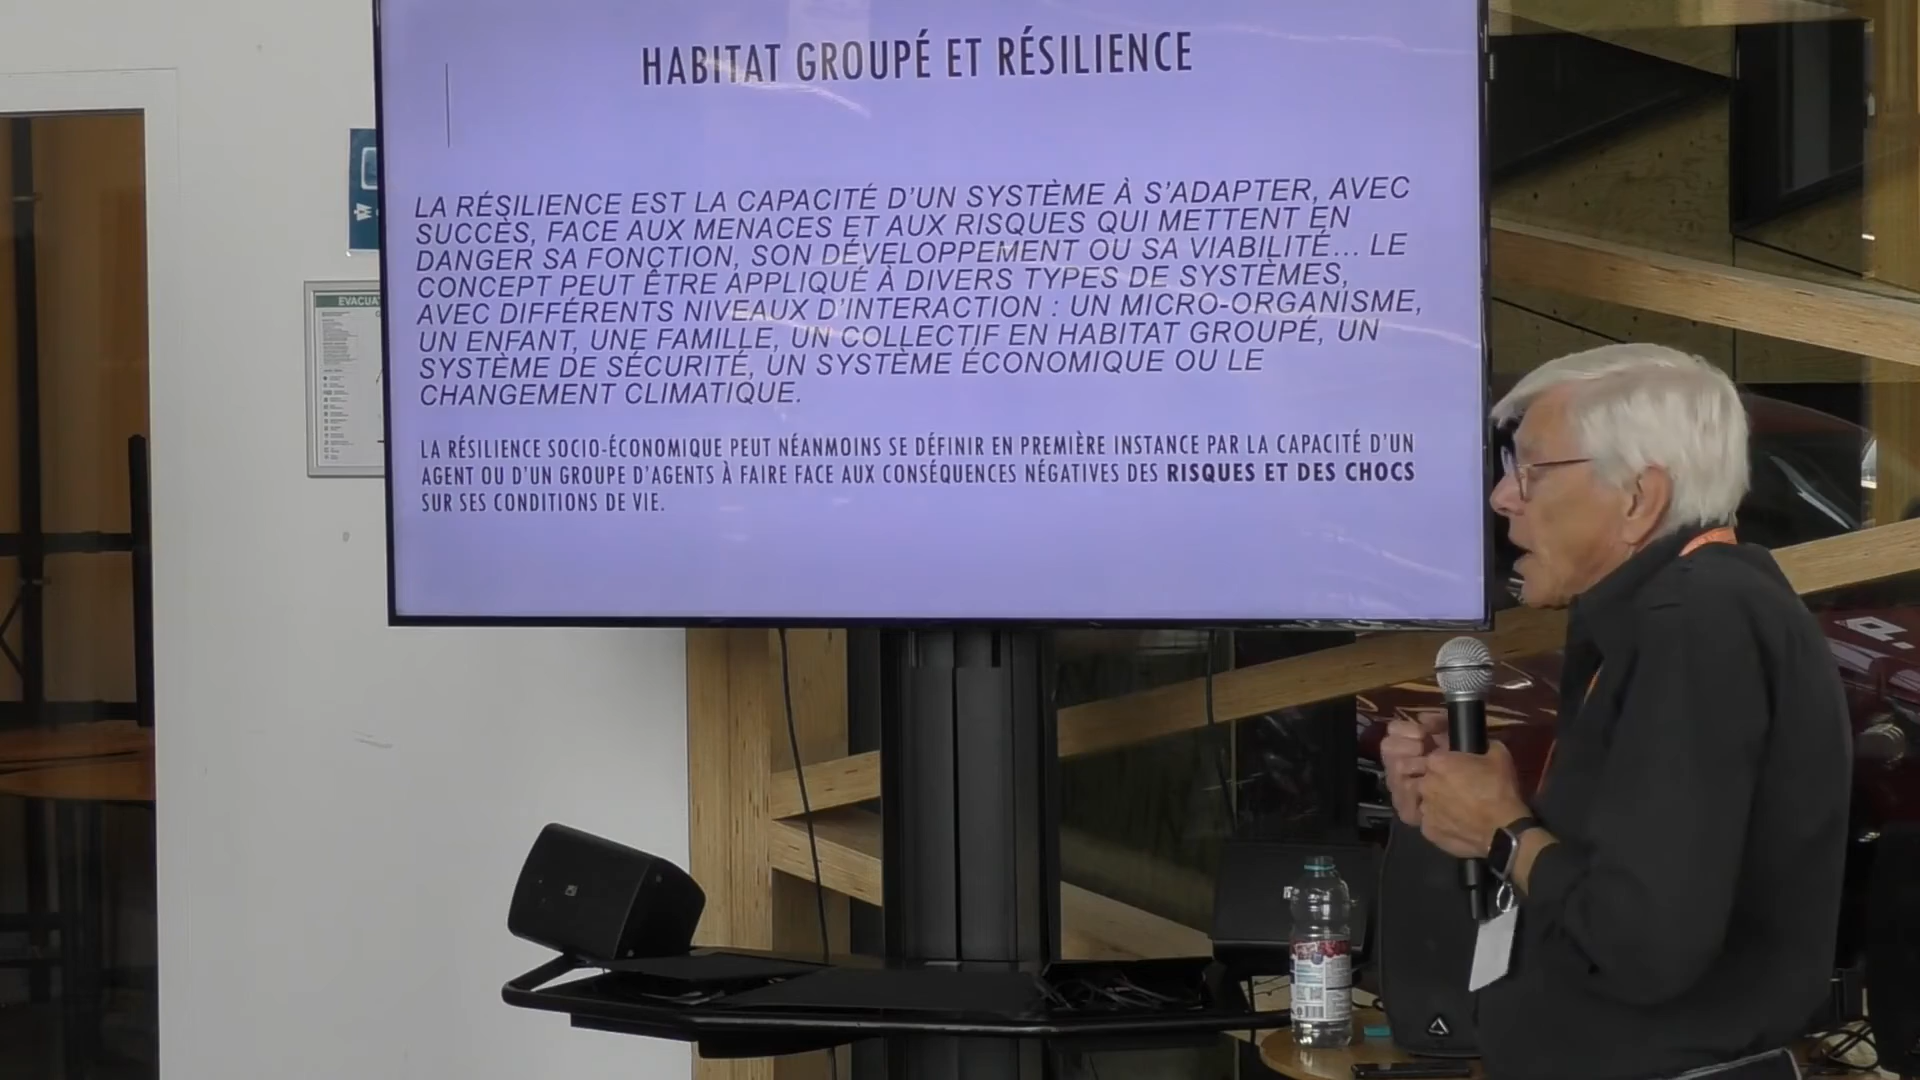 HABITAT GROUPÉ ET RÉSILIENCE
LA RÉSILIENCE EST LA CAPACITÉ D'UN SYSTÈME À S'ADAPTER, AVEC
SUCCÈS, FACE AUX MENACES ET AUX RISQUES QUI METTENT EN
DANGER SA FONCTION, SON DÉVELOPPEMENT OU SA VIABILITÉ... LE
CONCEPT PEUT ÊTRE APPLIQUÉ À DIVERS TYPES DE SYSTÈMES,
AVEC DIFFÉRENTS NIVEAUX D'INTERACTION : UN MICRO-ORGANISME,
UN ENFANT, UNE FAMILLE, UN COLLECTIF EN HABITAT GROUPÉ, UN
SYSTÈME DE SÉCURITÉ, UN SYSTÈME ÉCONOMIQUE OU LE
CHANGEMENT CLIMATIQUE.
LA RÉSILIENCE SOCIO-ÉCONOMIQUE PEUT NÉANMOINS SE DÉFINIR EN PREMIÈRE INSTANCE PAR LA CAPACITÉ D'UN
AGENT OU D'UN GROUPE D'AGENTS À FAIRE FACE AUX CONSÉQUENCES NÉGATIVES DES RISQUES ET DES CHOCS
SUR SES CONDITIONS DE VIE.
EVACUA